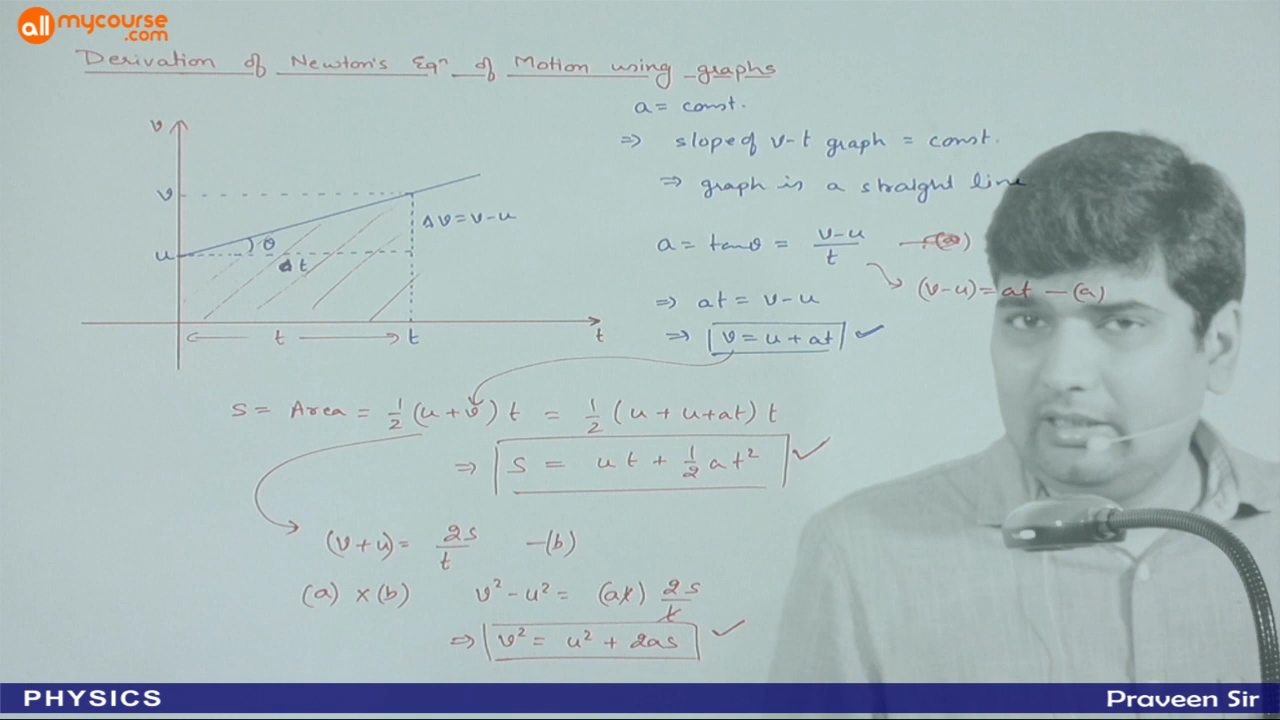 all mycourse
.com
Derivation of Newton's Eqn of Motion using graphs
a = const.
⇒ slope of v-t graph = const.
⇒ graph is a straight line
v
v
u
θ
Δt
Δv = v-u
t
t
t
a = tanθ = (v-u)/t —(a)
(v-u) = at —(a)
⇒ at = v-u
⇒ v = u + at ✓
S = Area = 1/2 (u + v) t = 1/2 (u + u + at) t
⇒ S = ut + 1/2 at² ✓
(v + u) = 2s/t —(b)
(a) × (b) v² - u² = (at) 2s/t
⇒ v² = u² + 2as ✓
PHYSICS
Praveen Sir